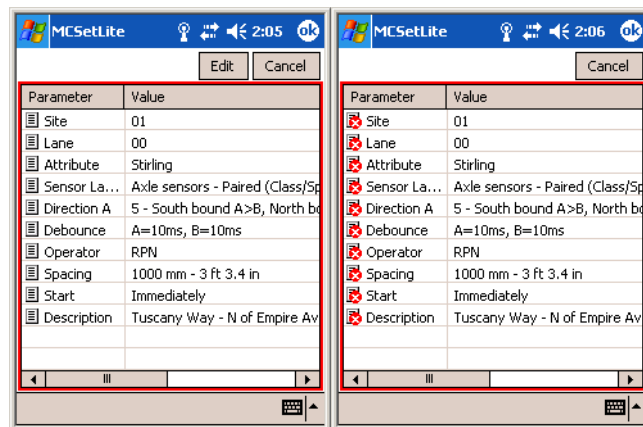 MCSetLite 2:05 ok
Edit Cancel
Parameter Value
Site 01
Lane 00
Attribute Stirling
Sensor La... Axle sensors - Paired (Class/Sp
Direction A 5 - South bound A>B, North bo
Debounce A=10ms, B=10ms
Operator RPN
Spacing 1000 mm - 3 ft 3.4 in
Start Immediately
Description Tuscany Way - N of Empire Av
MCSetLite 2:06 ok
Cancel
Parameter Value
Site 01
Lane 00
Attribute Stirling
Sensor La... Axle sensors - Paired (Class/Sp
Direction A 5 - South bound A>B, North bo
Debounce A=10ms, B=10ms
Operator RPN
Spacing 1000 mm - 3 ft 3.4 in
Start Immediately
Description Tuscany Way - N of Empire Av